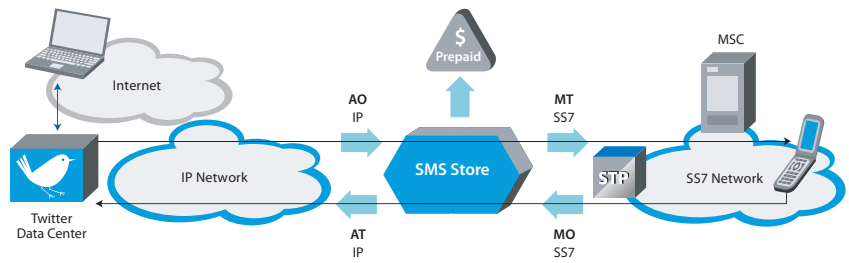 $
Prepaid
MSC
Internet
AO
IP
MT
SS7
IP Network
SMS Store
STP
SS7 Network
Twitter
Data Center
AT
IP
MO
SS7